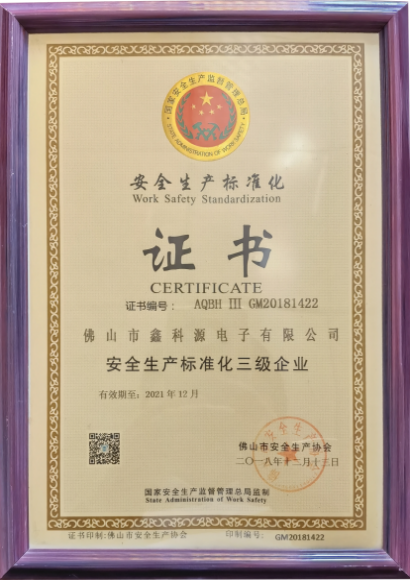 国家安全生产监督管理总局
STATE ADMINISTRATION OF WORK SAFETY
安全生产标准化
Work Safety Standardization
证书
CERTIFICATE
证书编号： AQBH III GM20181422
佛山市鑫科源电子有限公司
安全生产标准化三级企业
有效期至：2021年12月
佛山市安全生产协会
二〇一八年十二月十三日
国家安全生产监督管理总局监制
State Administration of Work Safety
证书印制:佛山市安全生产协会 印制编号: GM20181422